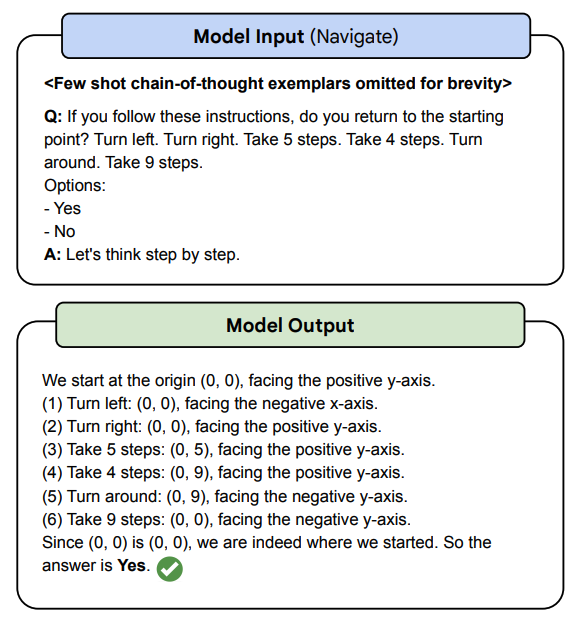 Model Input (Navigate)
<Few shot chain-of-thought exemplars omitted for brevity>
Q: If you follow these instructions, do you return to the starting
point? Turn left. Turn right. Take 5 steps. Take 4 steps. Turn
around. Take 9 steps.
Options:
- Yes
- No
A: Let's think step by step.
Model Output
We start at the origin (0, 0), facing the positive y-axis.
(1) Turn left: (0, 0), facing the negative x-axis.
(2) Turn right: (0, 0), facing the positive y-axis.
(3) Take 5 steps: (0, 5), facing the positive y-axis.
(4) Take 4 steps: (0, 9), facing the positive y-axis.
(5) Turn around: (0, 9), facing the negative y-axis.
(6) Take 9 steps: (0, 0), facing the negative y-axis.
Since (0, 0) is (0, 0), we are indeed where we started. So the
answer is Yes.